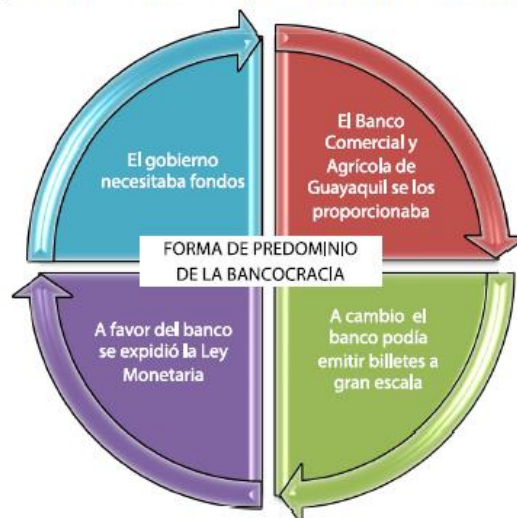 El gobierno
necesitaba fondos
El Banco
Comercial y
Agrícola de
Guayaquil se los
proporcionaba
FORMA DE PREDOMINIO
DE LA BANCOCRACÍA
A favor del banco
se expidió la Ley
Monetaria
A cambio el
banco podía
emitir billetes a
gran escala